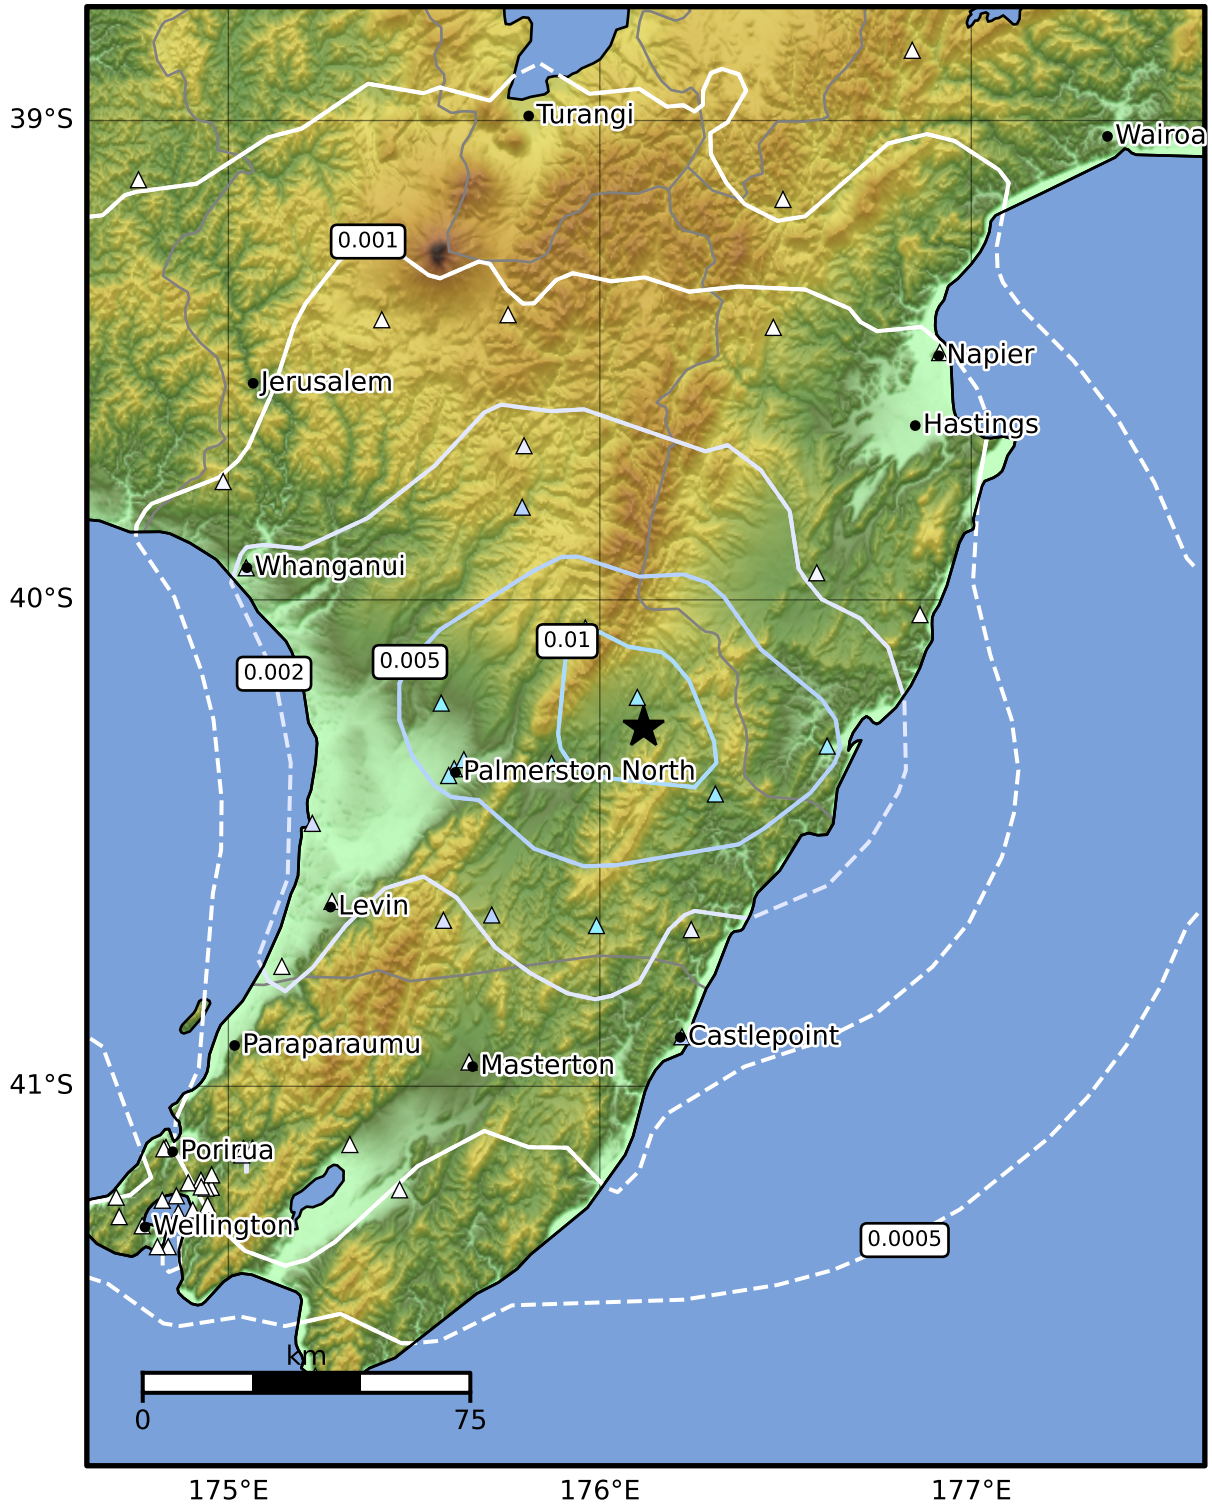 Turangi
39°S
Wairoa
0.001
Napier
Jerusalem
Hastings
Whanganui
40°S
0.01
0.005
0.002
Palmerston North
Levin
Castlepoint
Paraparaumu
Masterton
41°S
Porirua
Wellington
0.0005
km
0
75
175°E
176°E
177°E